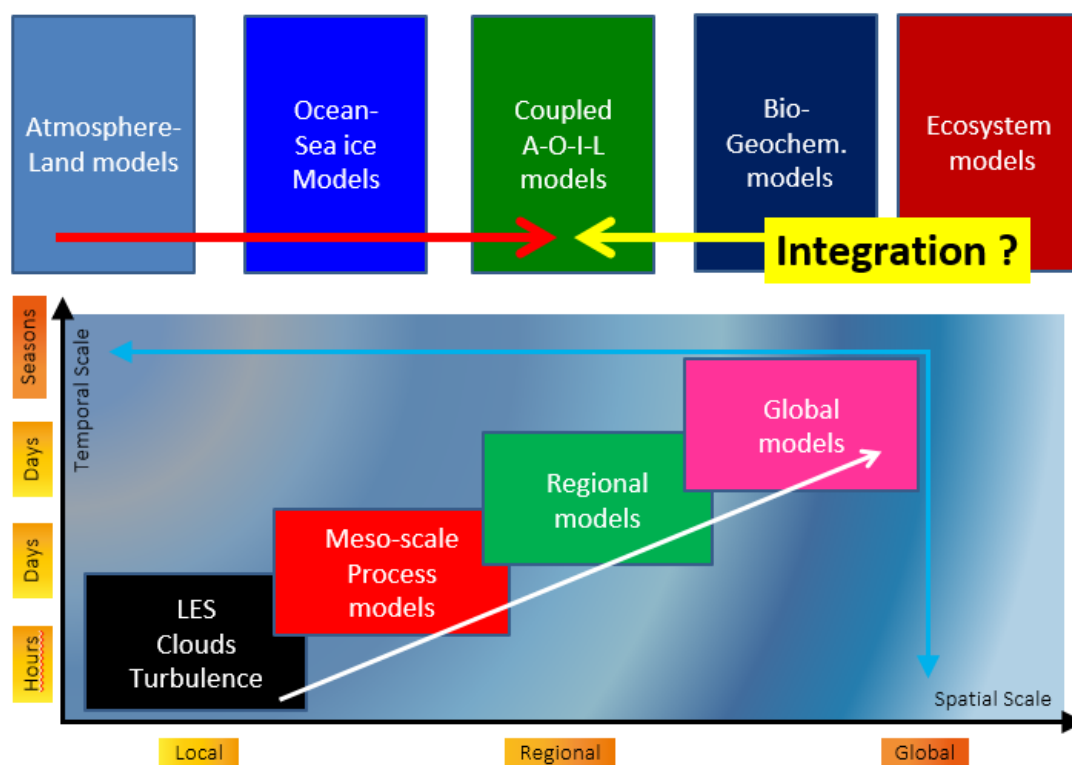 Atmosphere-
Land models
Ocean-
Sea ice
Models
Coupled
A-O-I-L
models
Bio-
Geochem.
models
Ecosystem
models
Integration ?
Seasons
Days
Days
Hours
Temporal Scale
Global
models
Regional
models
Meso-scale
Process
models
LES
Clouds
Turbulence
Spatial Scale
Local
Regional
Global